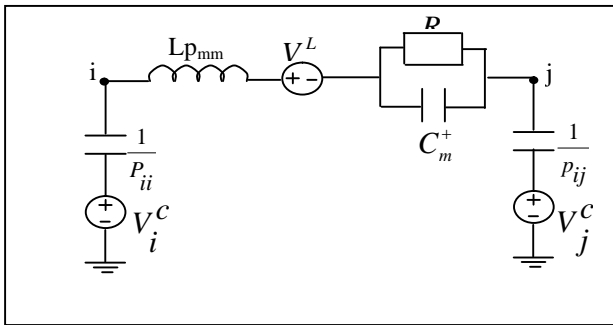 i
Lp_mm
+ -
V^L
C_m^+
j
1/P_ii
+
-
V_i^c
1/p_ij
+
-
V_j^c